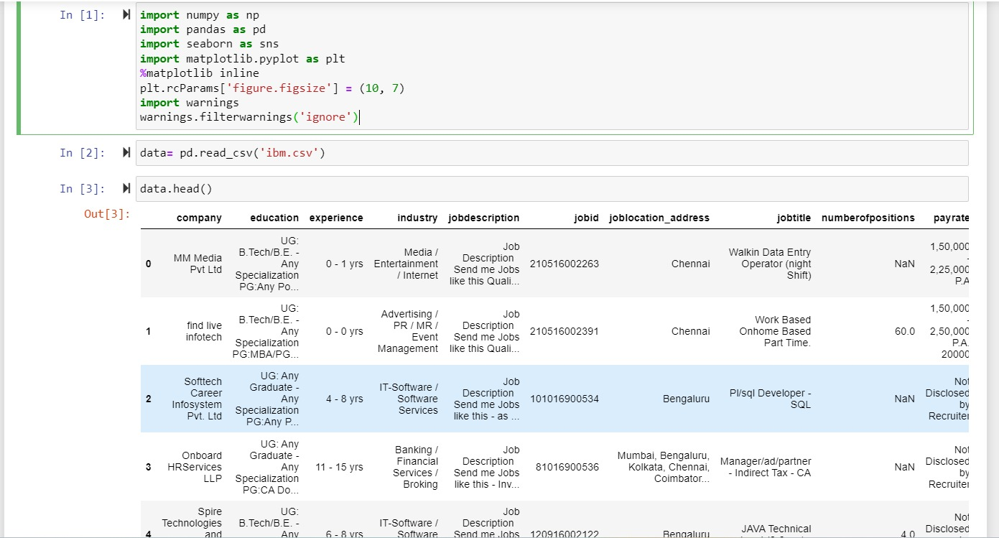 In [1]:
import numpy as np
import pandas as pd
import seaborn as sns
import matplotlib.pyplot as plt
%matplotlib inline
plt.rcParams['figure.figsize'] = (10, 7)
import warnings
warnings.filterwarnings('ignore')
In [2]:
data= pd.read_csv('ibm.csv')
In [3]:
data.head()
Out[3]:
company education experience industry jobdescription jobid joblocation_address jobtitle numberofpositions payrate
0
MM Media
Pvt Ltd
UG:
B.Tech/B.E. -
Any
Specialization
PG:Any Po...
0 - 1 yrs
Media /
Entertainment
/ Internet
Job
Description
Send me Jobs
like this Quali...
210516002263
Chennai
Walkin Data Entry
Operator (night
Shift)
NaN
1,50,000
-
2,25,000
P.A
1
find live
infotech
UG:
B.Tech/B.E. -
Any
Specialization
PG:MBA/PG...
0 - 0 yrs
Advertising /
PR / MR /
Event
Management
Job
Description
Send me Jobs
like this Quali...
210516002391
Chennai
Work Based
Onhome Based
Part Time.
60.0
1,50,000
-
2,50,000
P.A.
20000
2
Softtech
Career
Infosystem
Pvt. Ltd
UG: Any
Graduate -
Any
Specialization
PG:Any P...
4 - 8 yrs
IT-Software /
Software
Services
Job
Description
Send me Jobs
like this - as ...
101016900534
Bengaluru
Pl/sql Developer -
SQL
NaN
Not
Disclosed
by
Recruiter
3
Onboard
HRServices
LLP
UG: Any
Graduate -
Any
Specialization
PG:CA Do...
11 - 15 yrs
Banking /
Financial
Services /
Broking
Job
Description
Send me Jobs
like this - Inv...
81016900536
Mumbai, Bengaluru,
Kolkata, Chennai,
Coimbator...
Manager/ad/partner
- Indirect Tax - CA
NaN
Not
Disclosed
by
Recruiter
4
Spire
Technologies
and
UG:
B.Tech/B.E. -
Any
6 - 8 yrs
IT-Software /
Software
Job
Description
Send me Jobs
120916002122
Bengaluru
JAVA Technical
4.0
Not
Disclosed